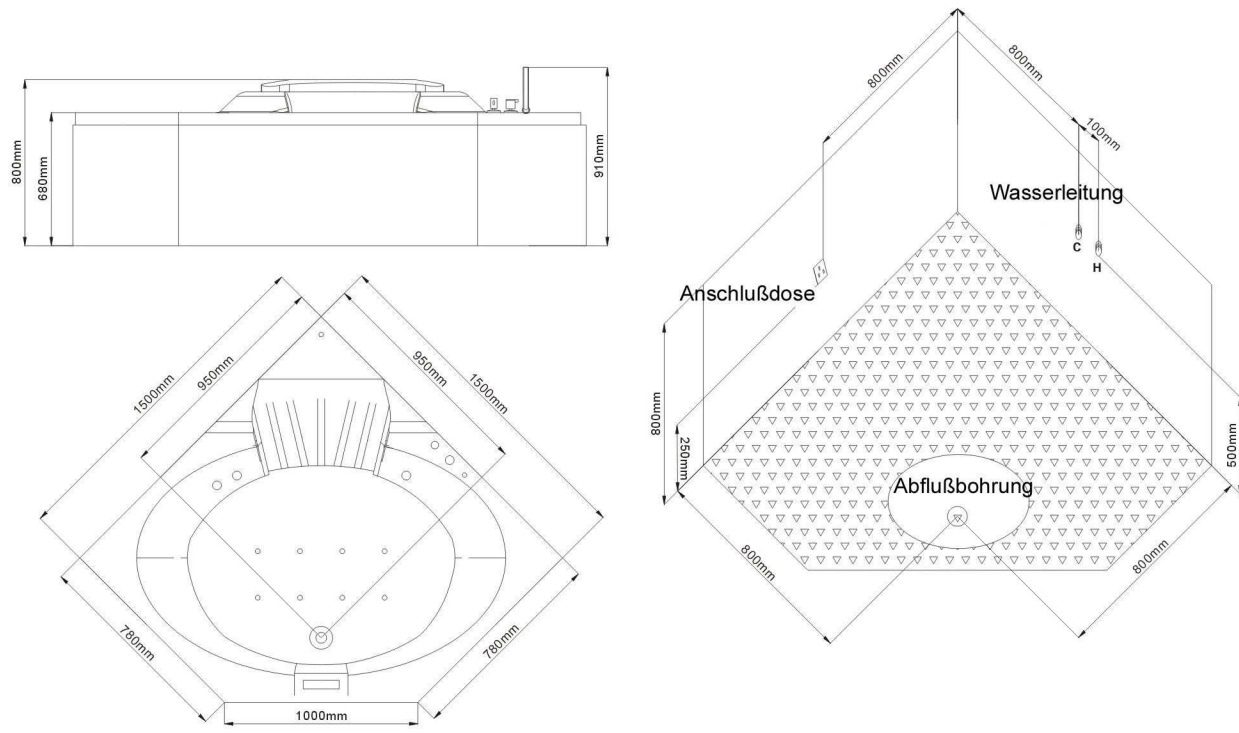 800mm
680mm
910mm
1500mm
950mm
950mm
1500mm
780mm
780mm
1000mm
800mm
800mm
100mm
Wasserleitung
C
H
Anschlußdose
800mm
250mm
500mm
Abflußbohrung
800mm
800mm